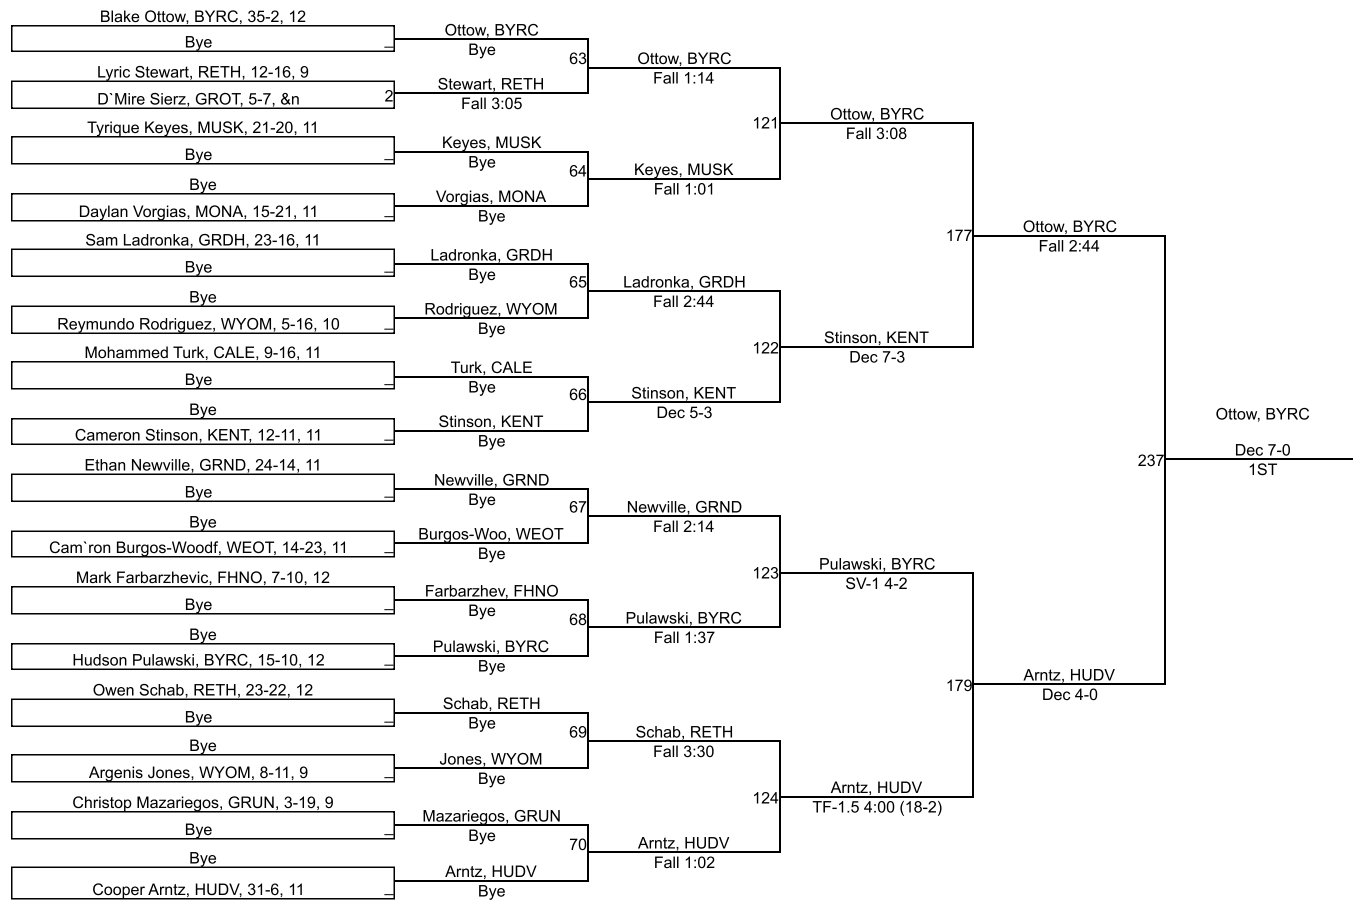 Blake Ottow, BYRC, 35-2, 12
Bye
_
Lyric Stewart, RETH, 12-16, 9
D`Mire Sierz, GROT, 5-7, &n
2
Tyrique Keyes, MUSK, 21-20, 11
Bye
_
Bye
Daylan Vorgias, MONA, 15-21, 11
_
Sam Ladronka, GRDH, 23-16, 11
Bye
_
Bye
Reymundo Rodriguez, WYOM, 5-16, 10
_
Mohammed Turk, CALE, 9-16, 11
Bye
_
Bye
Cameron Stinson, KENT, 12-11, 11
_
Ethan Newville, GRND, 24-14, 11
Bye
_
Bye
Cam`ron Burgos-Woodf, WEOT, 14-23, 11
_
Mark Farbarzhevic, FHNO, 7-10, 12
Bye
_
Bye
Hudson Pulawski, BYRC, 15-10, 12
_
Owen Schab, RETH, 23-22, 12
Bye
_
Bye
Argenis Jones, WYOM, 8-11, 9
_
Christop Mazariegos, GRUN, 3-19, 9
Bye
_
Bye
Cooper Arntz, HUDV, 31-6, 11
_
Ottow, BYRC
Bye
63
Stewart, RETH
Fall 3:05
Keyes, MUSK
Bye
64
Vorgias, MONA
Bye
Ladronka, GRDH
Bye
65
Rodriguez, WYOM
Bye
Turk, CALE
Bye
66
Stinson, KENT
Bye
Newville, GRND
Bye
67
Burgos-Woo, WEOT
Bye
Farbarzhev, FHNO
Bye
68
Pulawski, BYRC
Bye
Schab, RETH
Bye
69
Jones, WYOM
Bye
Mazariegos, GRUN
Bye
70
Arntz, HUDV
Bye
Ottow, BYRC
Fall 1:14
121
Keyes, MUSK
Fall 1:01
Ladronka, GRDH
Fall 2:44
122
Stinson, KENT
Dec 5-3
Newville, GRND
Fall 2:14
123
Pulawski, BYRC
Fall 1:37
Schab, RETH
Fall 3:30
124
Arntz, HUDV
Fall 1:02
Ottow, BYRC
Fall 3:08
177
Stinson, KENT
Dec 7-3
Pulawski, BYRC
SV-1 4-2
179
Arntz, HUDV
TF-1.5 4:00 (18-2)
Ottow, BYRC
Fall 2:44
237
Arntz, HUDV
Dec 4-0
Ottow, BYRC
Dec 7-0
1ST